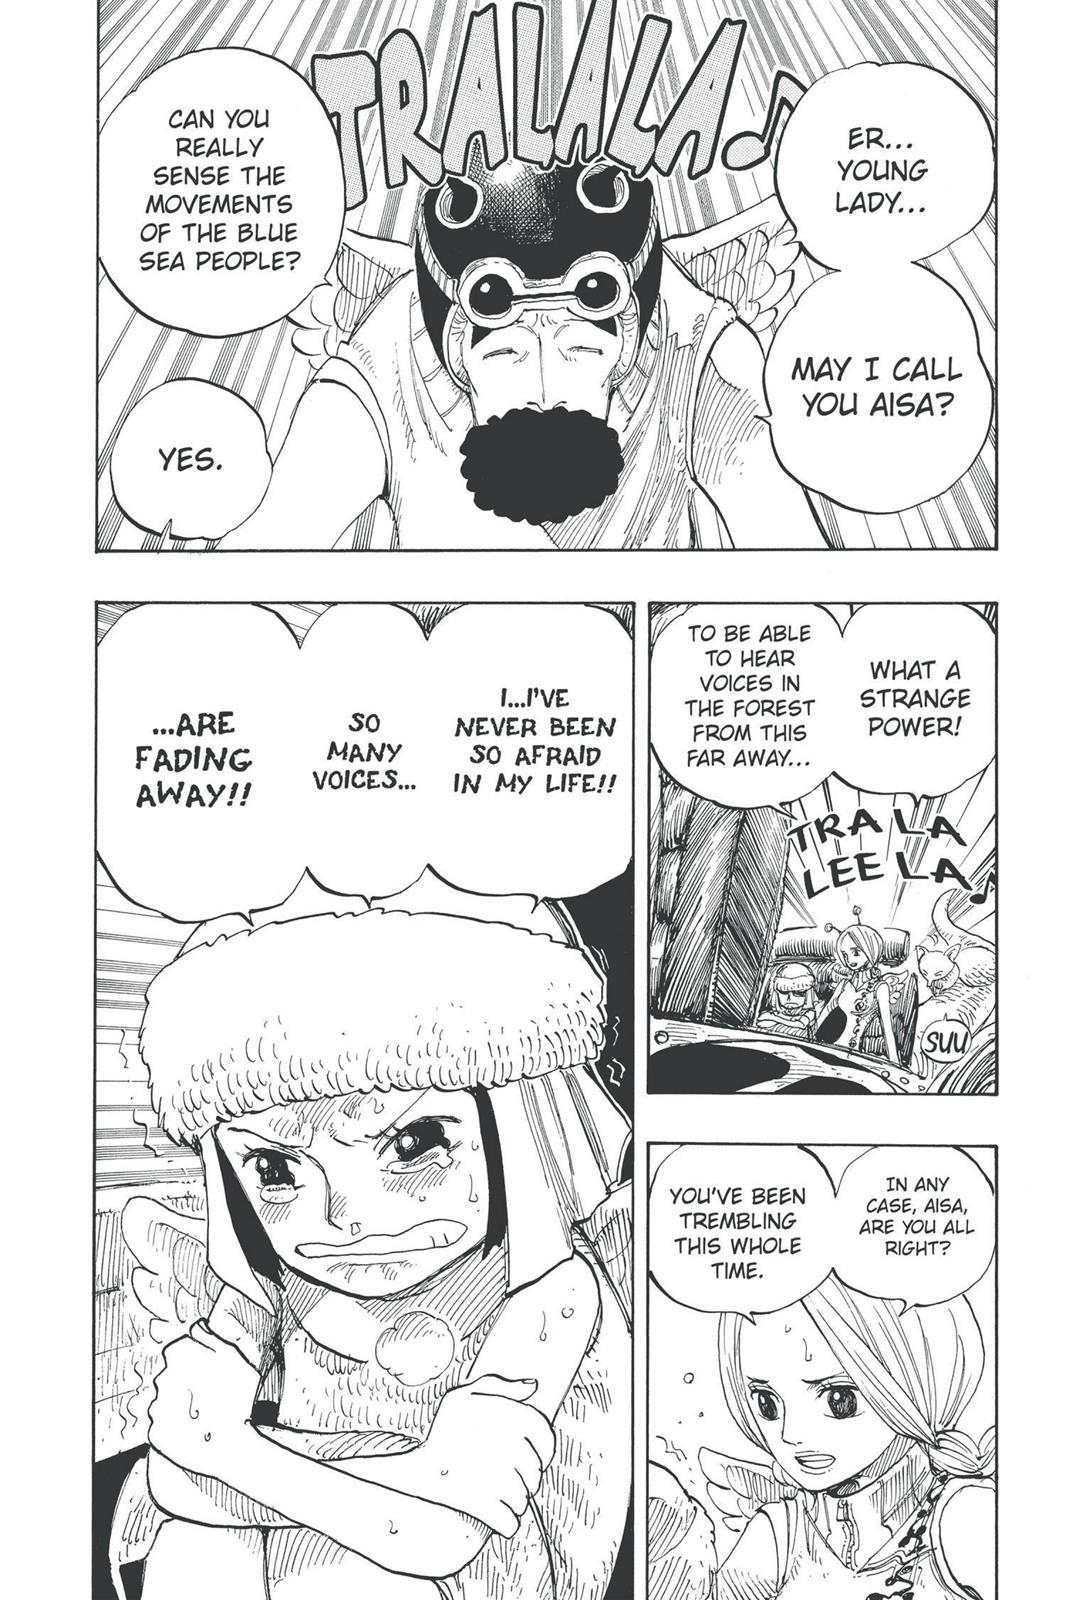 TRALALA♪
ER...
YOUNG
LADY...
MAY I CALL
YOU AISA?
CAN YOU
REALLY
SENSE THE
MOVEMENTS
OF THE BLUE
SEA PEOPLE?
YES.
WHAT A
STRANGE
POWER!
TO BE ABLE
TO HEAR
VOICES IN
THE FOREST
FROM THIS
FAR AWAY...
TRA LA
LEE LA♪
SUU
IN ANY
CASE, AISA,
ARE YOU ALL
RIGHT?
YOU'VE BEEN
TREMBLING
THIS WHOLE
TIME.
I...I'VE
NEVER BEEN
SO AFRAID
IN MY LIFE!!
SO
MANY
VOICES...
...ARE
FADING
AWAY!!